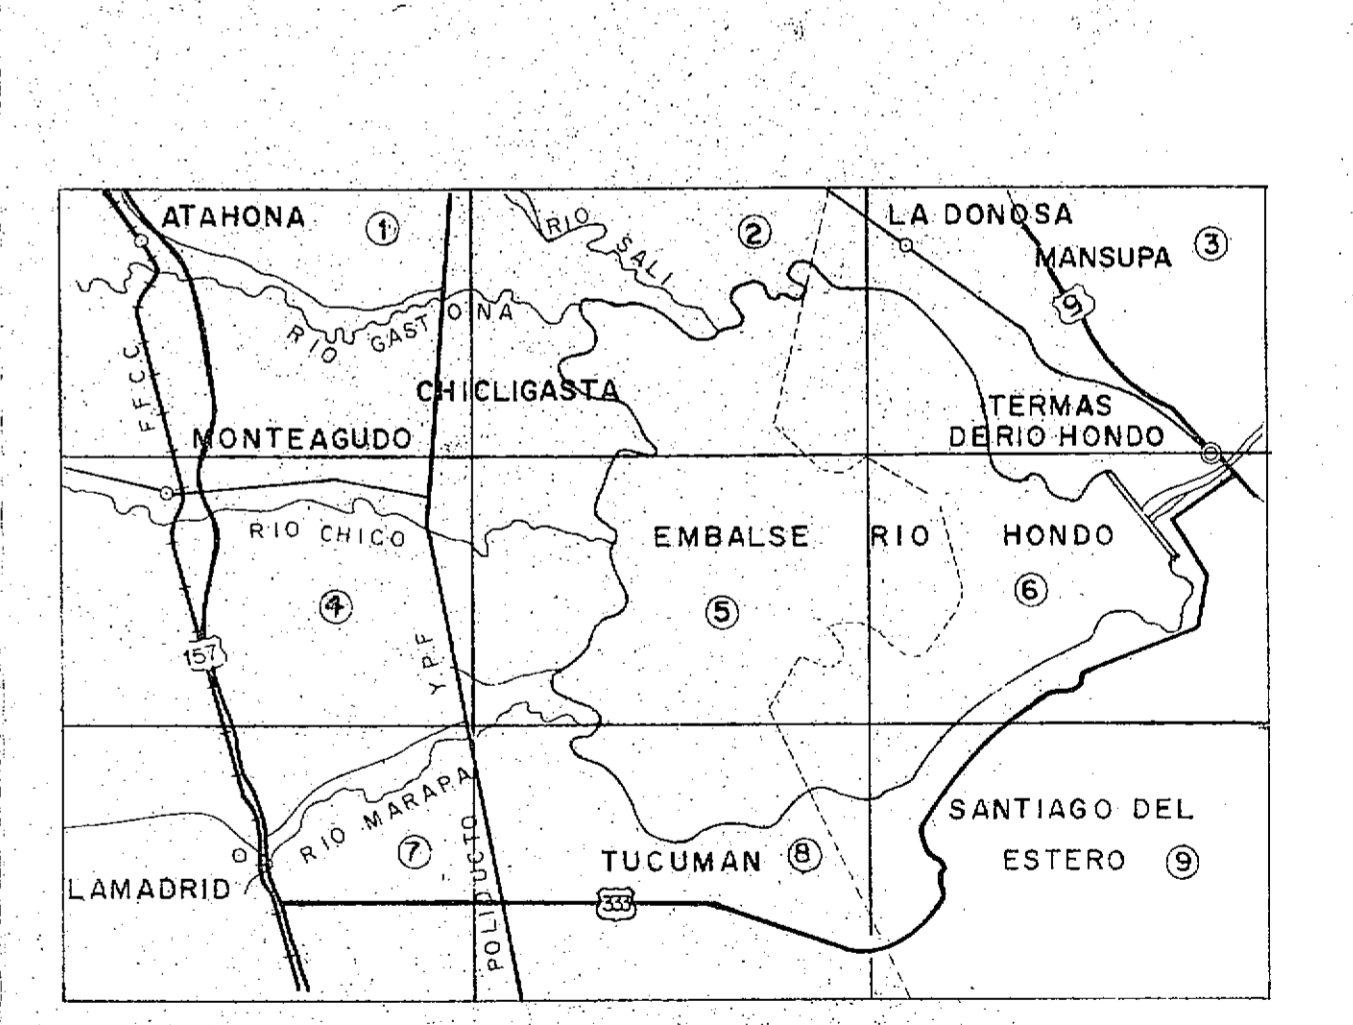 ATAHONA
1
RIO SALI
2
LA DONOSA
MANSUPA
3
9
RIO GASTONA
F F C C
CHICLIGASTA
TERMAS
DE RIO HONDO
MONTEAGUDO
RIO CHICO
EMBALSE RIO HONDO
4
5
6
157
Y P F
RIO MARAPA
7
POLIDUCTO
TUCUMAN
8
SANTIAGO DEL
ESTERO
9
LAMADRID
333